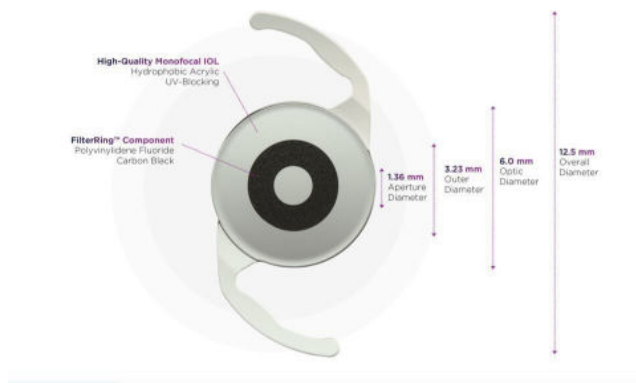 High-Quality Monofocal IOL
Hydrophobic Acrylic
UV-Blocking
FilterRing™ Component
Polyvinylidene Fluoride
Carbon Black
1.36 mm
Aperture
Diameter
3.23 mm
Outer
Diameter
6.0 mm
Optic
Diameter
12.5 mm
Overall
Diameter